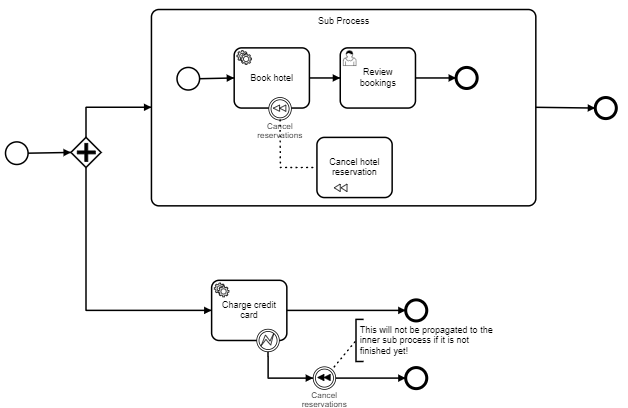 Sub Process
Book hotel
Review
bookings
Cancel
reservations
Cancel hotel
reservation
Charge credit
card
This will not be propagated to the
inner sub process if it is not
finished yet!
Cancel
reservations